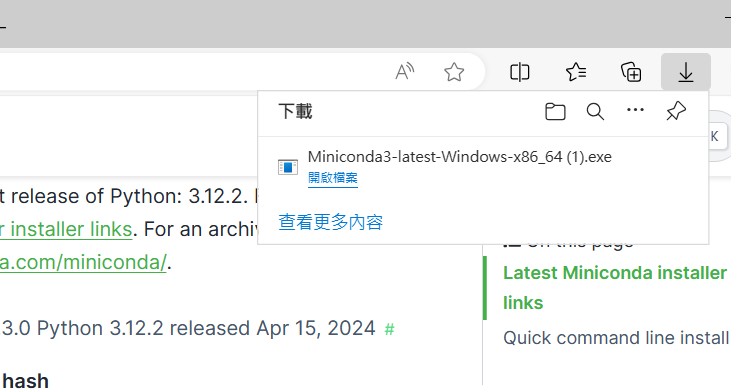 下載
K
Miniconda3-latest-Windows-x86_64 (1).exe
開啟檔案
查看更多內容
t release of Python: 3.12.2.
r installer links. For an archiv
a.com/miniconda/.
3.0 Python 3.12.2 released Apr 15, 2024 #
hash
On this page
Latest Miniconda installer
links
Quick command line install